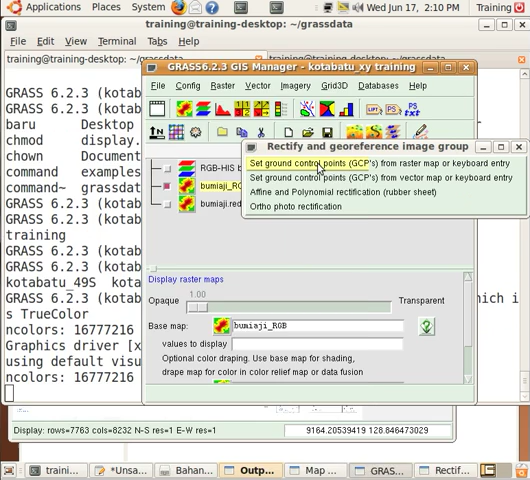 Applications Places System Wed Jun 17, 2:10 PM Training
training@training-desktop: ~/grassdata
File Edit View Terminal Tabs Help
training@training-desktop: ~/grassdata
GRASS6.2.3 GIS Manager - kotabatu_xy training
File Config Raster Vector Imagery Grid3D Databases Help
GRASS 6.2.3 (kotab
GRASS 6.2.3 (kotab
baru Desktop
chmod display.
chown Document
command examples
command~ grassdat
GRASS 6.2.3 (kotab
training
GRASS 6.2.3 (kotab
kotabatu_49S kota
GRASS 6.2.3 (kotab
s TrueColor
ncolors: 16777216
Graphics driver [x
using default visu
ncolors: 16777216
Rectify and georeference image group
Set ground control points (GCP's) from raster map or keyboard entry
Set ground control points (GCP's) from vector map or keyboard entry
Affine and Polynomial rectification (rubber sheet)
Ortho photo rectification
RGB-HIS
bumiaji_RG
bumiaji.red
Display raster maps
1.00
Opaque Transparent
Base map: bumiaji_RGB
values to display
Optional color draping. Use base map for shading,
drape map for color in color relief map or data fusion
hich i
Display: rows=7763 cols=8232 N-S res=1 E-W res=1 9164.20539419 128.846473029
traini... *Unsa... Bahan... Outp... Map ... GRAS... Rectif...